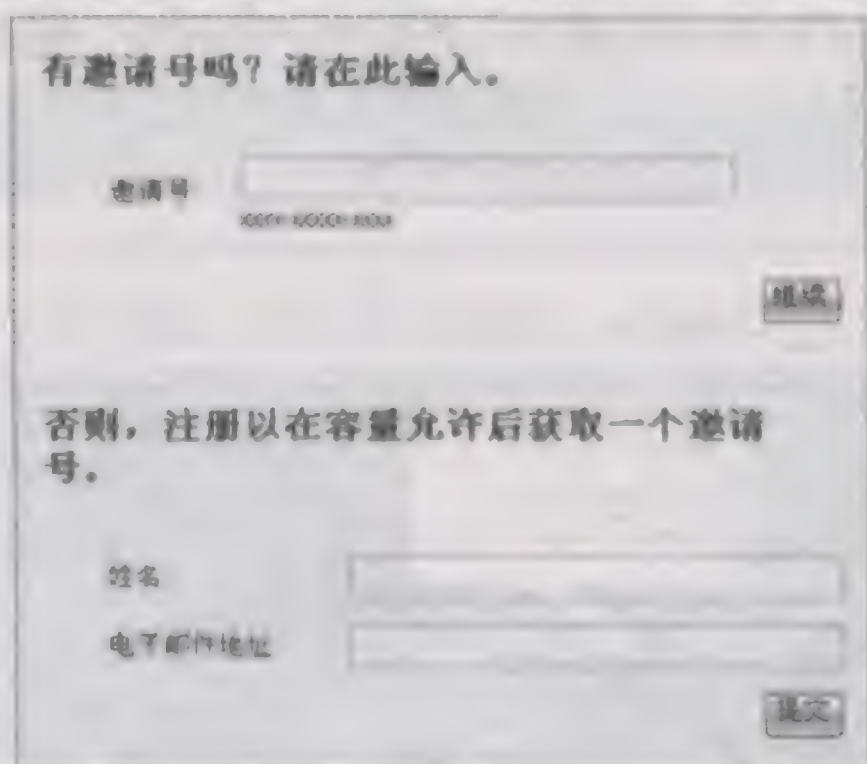 有邀请号吗？请在此输入。
邀请号
继续
否则，注册以在容量允许后获取一个邀请
号。
姓名
电子邮件地址
提交